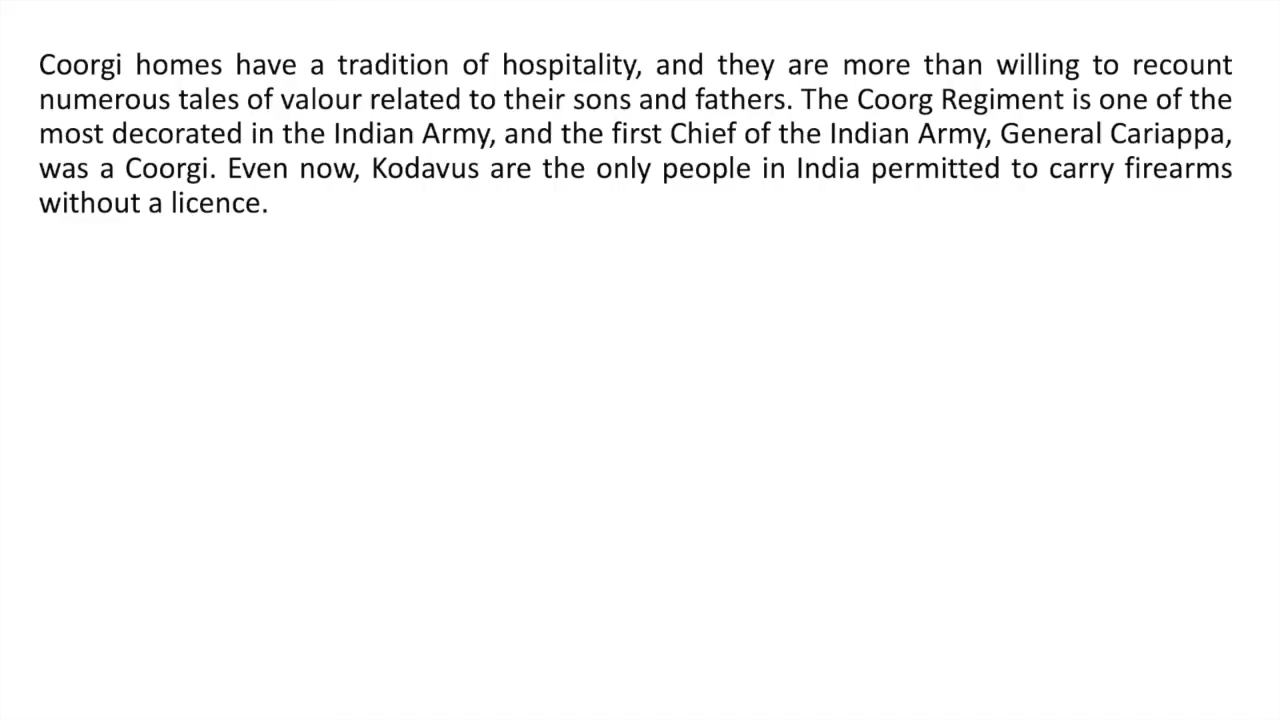 Coorgi homes have a tradition of hospitality, and they are more than willing to recount
numerous tales of valour related to their sons and fathers. The Coorg Regiment is one of the
most decorated in the Indian Army, and the first Chief of the Indian Army, General Cariappa,
was a Coorgi. Even now, Kodavus are the only people in India permitted to carry firearms
without a licence.